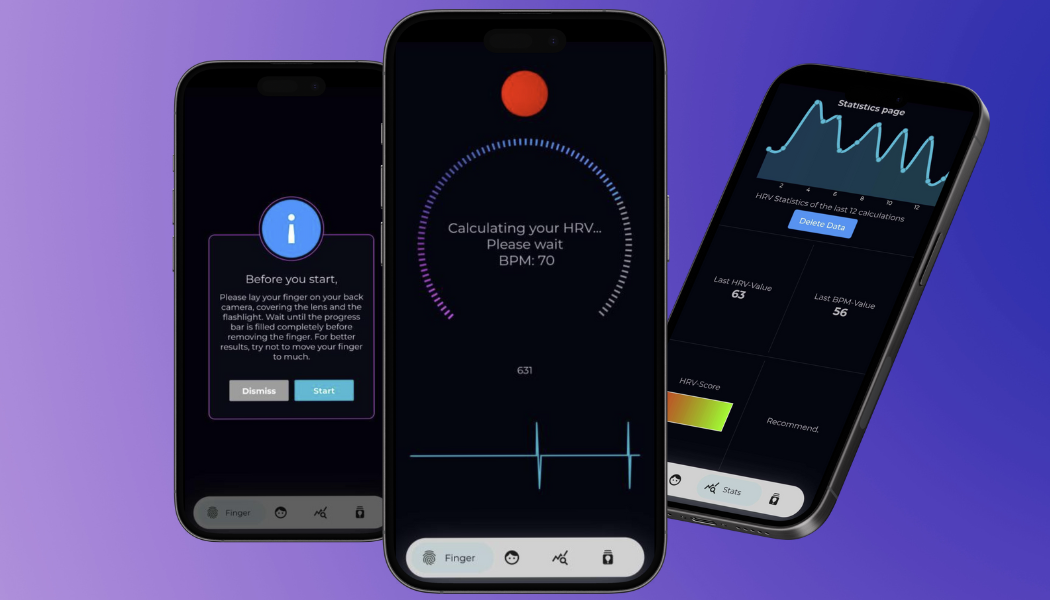 Before you start,
Please lay your finger on your back
camera, covering the lens and the
flashlight. Wait until the progress
bar is filled completely before
removing the finger. For better
results, try not to move your finger
to much.
Dismiss
Start
Finger
Calculating your HRV...
Please wait
BPM: 70
631
Finger
Statistics page
2 4 6 8 10 12
HRV Statistics of the last 12 calculations
Delete Data
Last HRV-Value
63
Last BPM-Value
56
HRV-Score
Recommend.
Stats